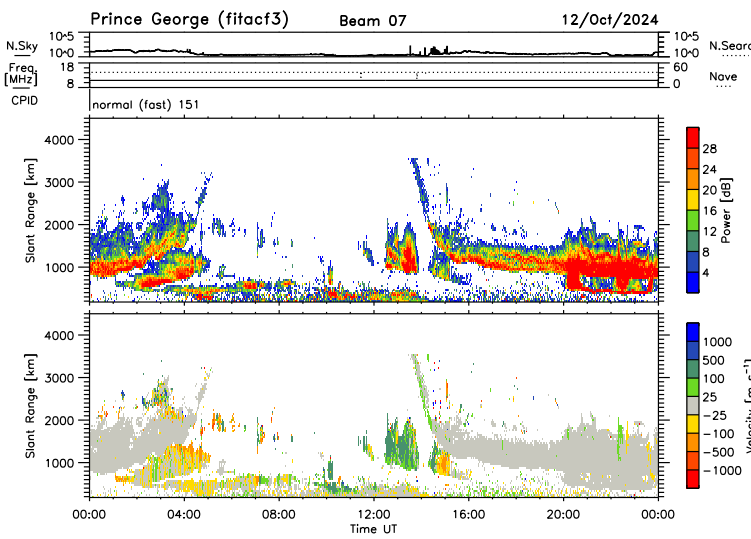 Prince George (fitacf3) Beam 07 12/Oct/2024
N.Sky 10^5 10^0 10^5 10^0
Freq. [MHz] 18 8 60 0 Nave
CPID normal (fast) 151
Slant Range [km] 4000 3000 2000 1000
28 24 20 16 12 8 4 Power [dB]
Slant Range [km] 4000 3000 2000 1000
1000 500 100 25 -25 -100 -500 -1000
00:00 04:00 08:00 12:00 16:00 20:00 00:00
Time UT